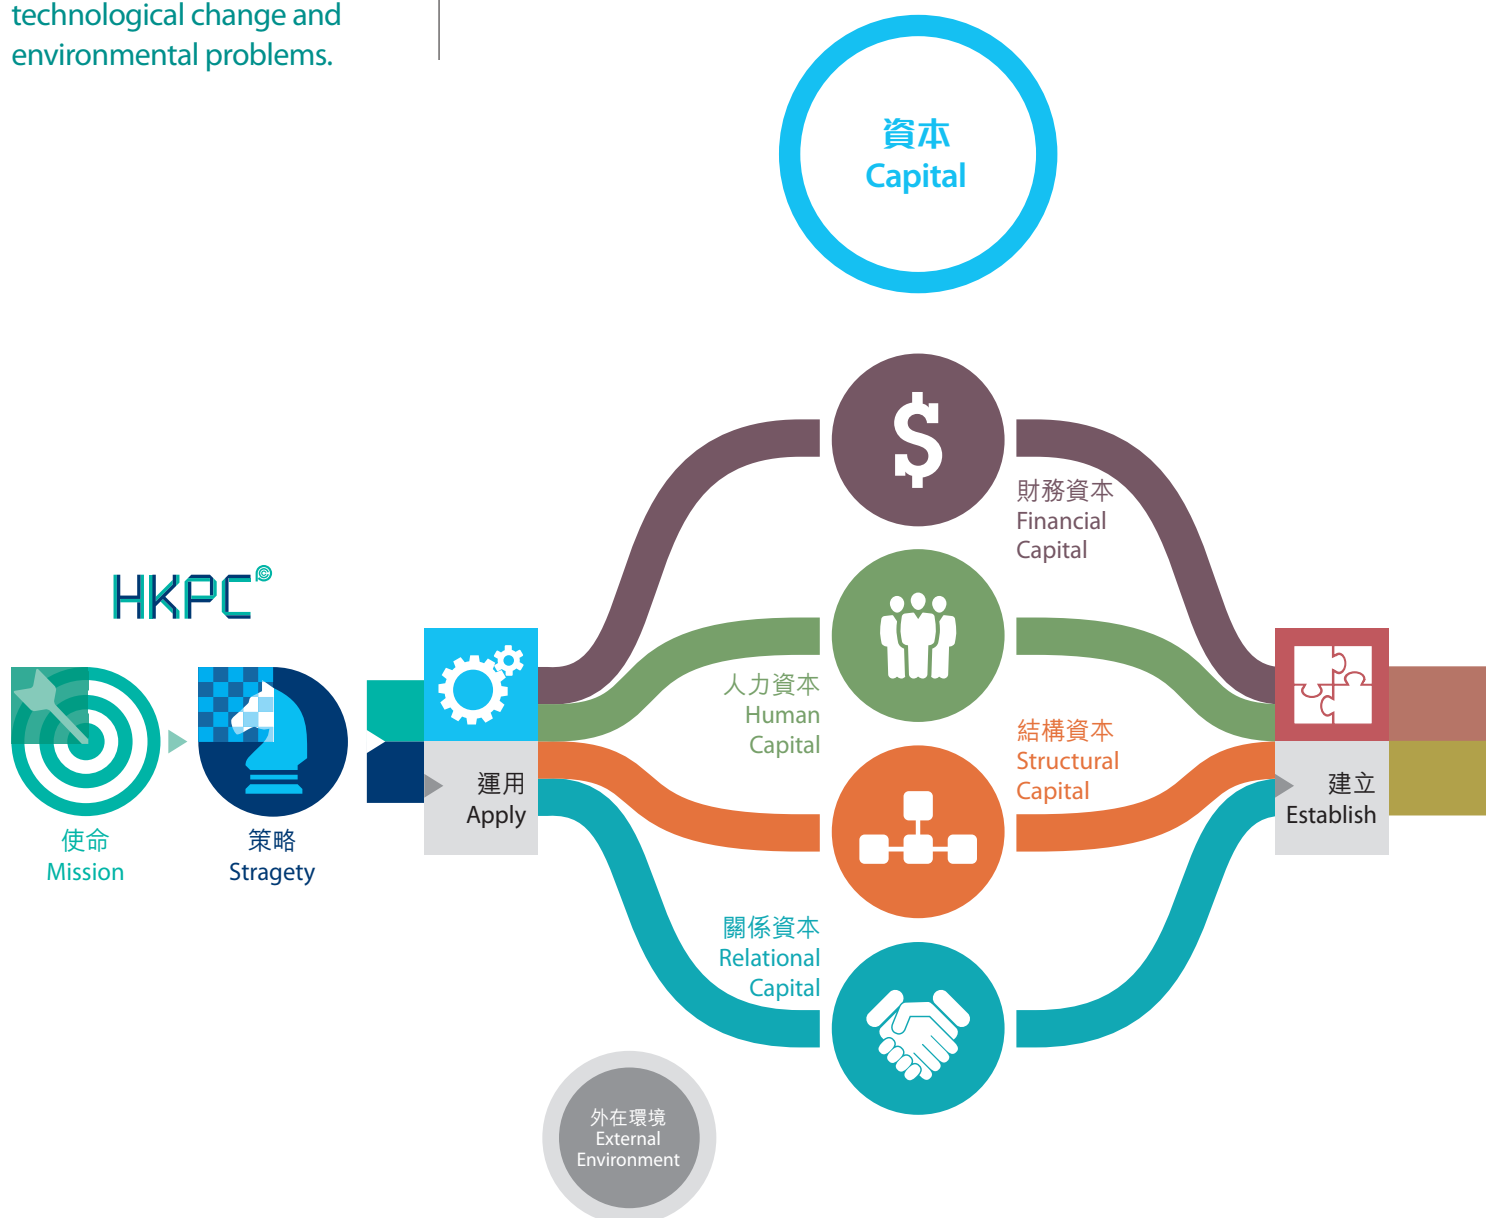 technological change and
environmental problems.
資本
Capital
財務資本
Financial
Capital
HKPC
人力資本
Human
Capital
結構資本
Structural
Capital
運用
Apply
建立
Establish
使命
Mission
策略
Stragety
關係資本
Relational
Capital
外在環境
External
Environment